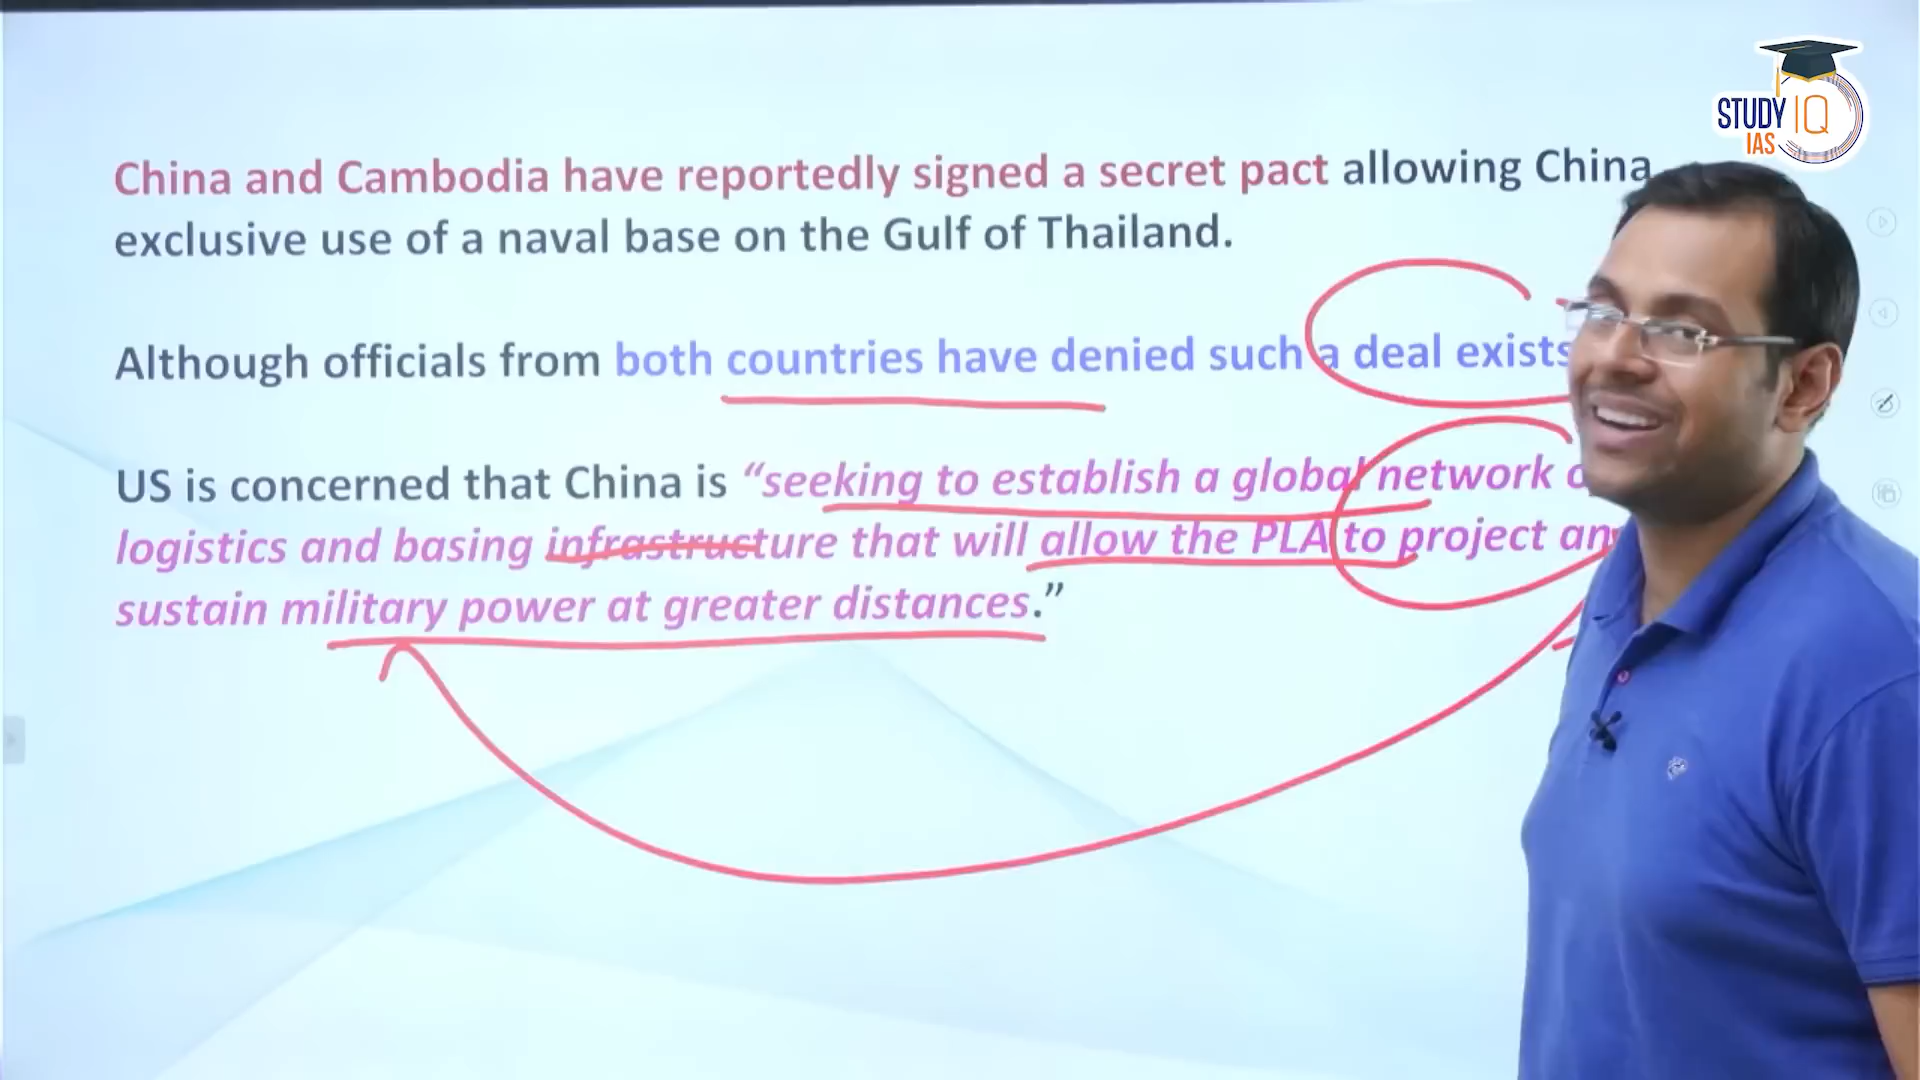 STUDY IQ
IAS
China and Cambodia have reportedly signed a secret pact allowing China
exclusive use of a naval base on the Gulf of Thailand.
Although officials from both countries have denied such a deal exists
US is concerned that China is “seeking to establish a global network
logistics and basing infrastructure that will allow the PLA to project
sustain military power at greater distances.”